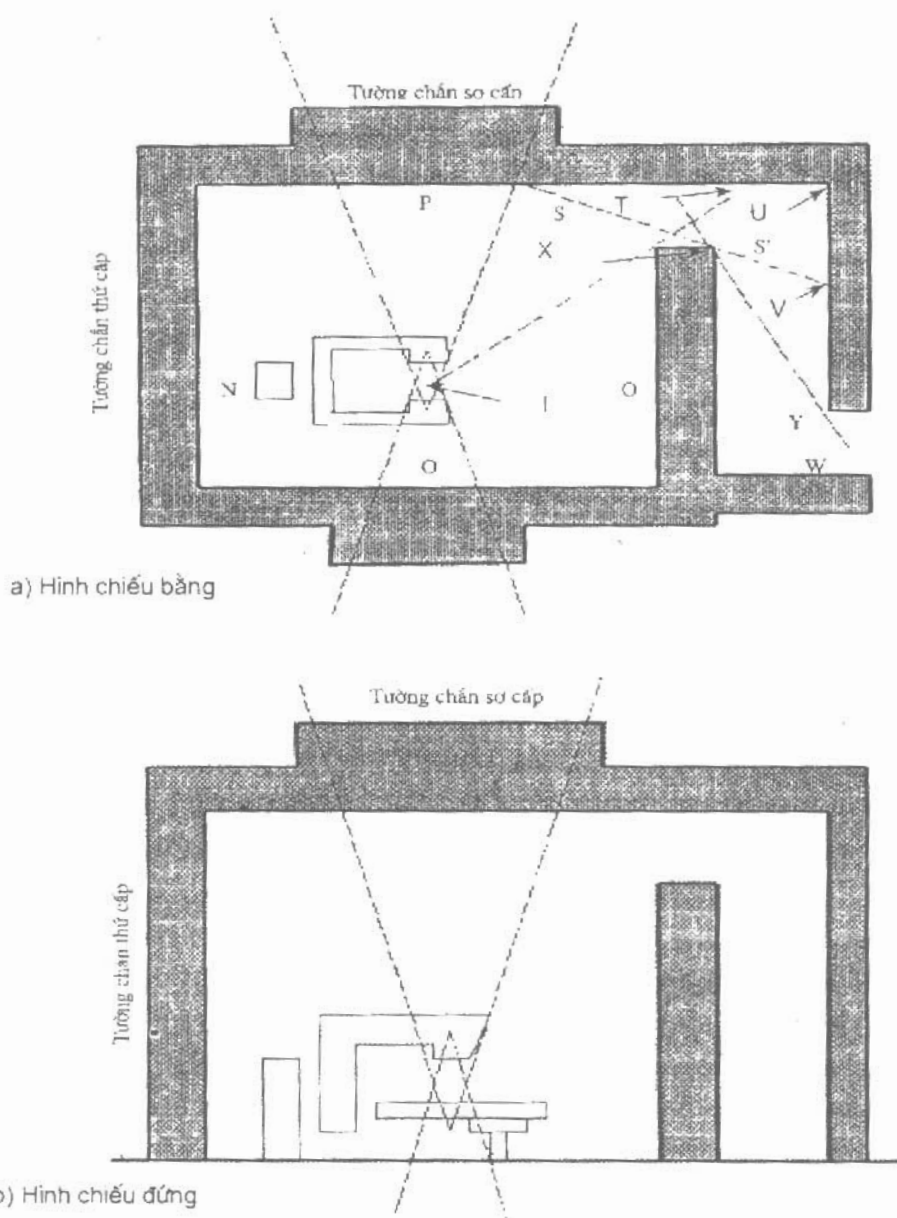 Tường chắn sơ cấn
P
S
T
U
X
S'
V
Tường chắn thứ cấp
Z
I
O
Y
O
W
a) Hình chiếu bằng
Tường chắn sơ cấp
Tường chắn thứ cấp
b) Hình chiếu đứng